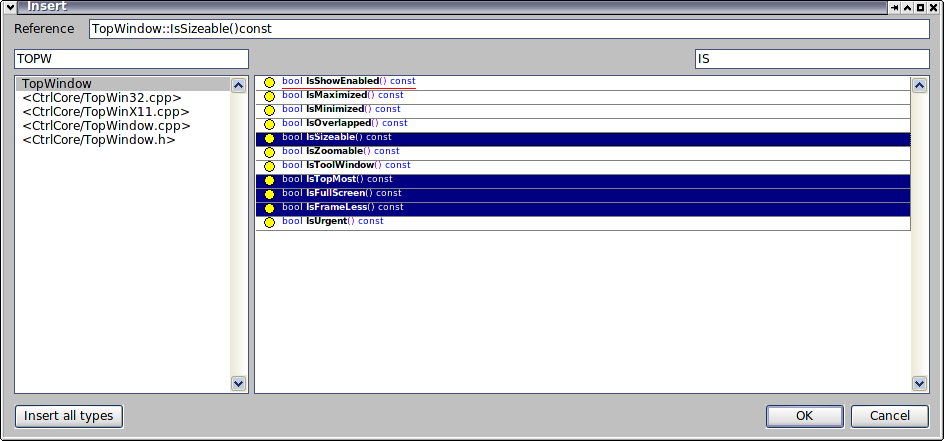 Insert
Reference TopWindow::IsSizeable()const
TOPW IS
TopWindow
<CtrlCore/TopWin32.cpp>
<CtrlCore/TopWinX11.cpp>
<CtrlCore/TopWindow.cpp>
<CtrlCore/TopWindow.h>
bool IsShowEnabled() const
bool IsMaximized() const
bool IsMinimized() const
bool IsOverlapped() const
bool IsSizeable() const
bool IsZoomable() const
bool IsToolWindow() const
bool IsTopMost() const
bool IsFullScreen() const
bool IsFrameLess() const
bool IsUrgent() const
Insert all types OK Cancel